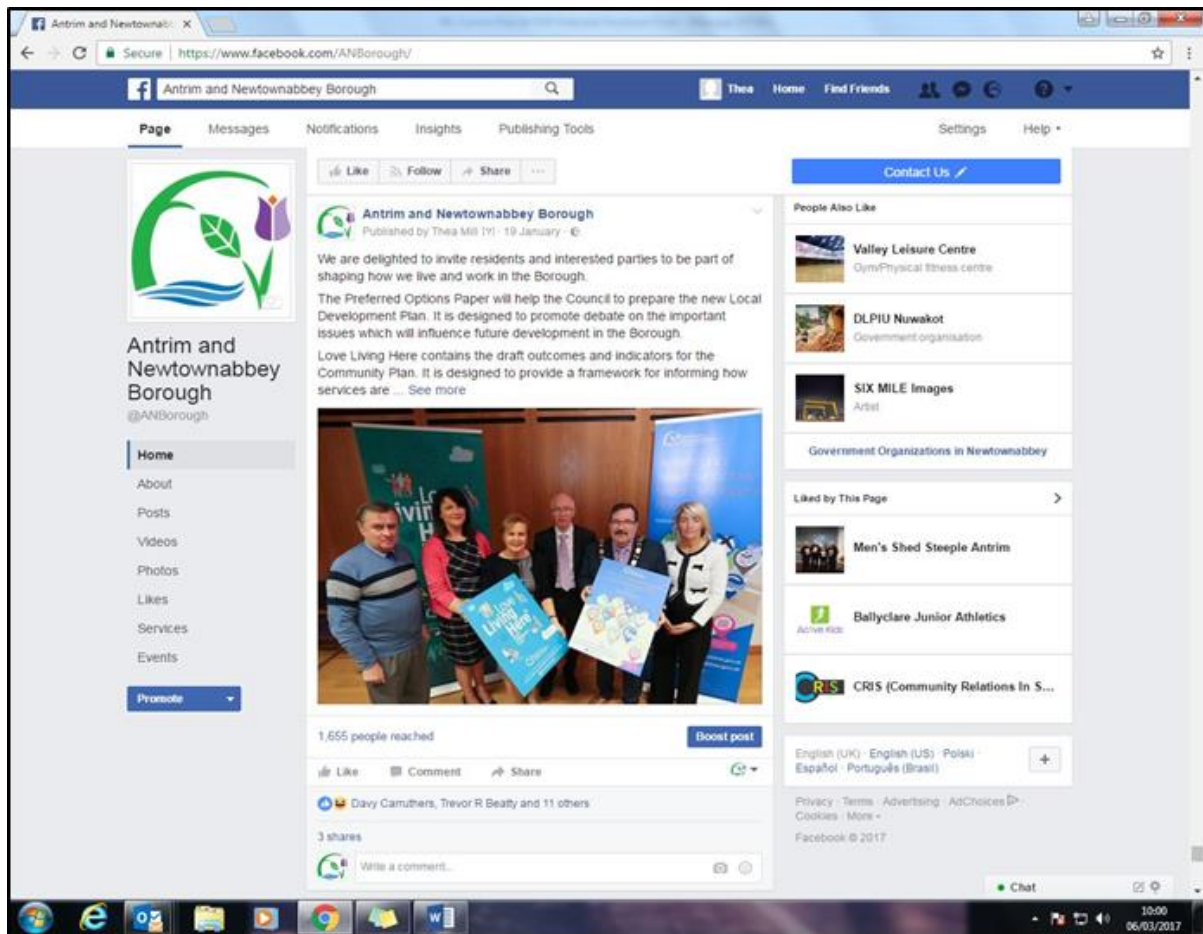 Antrim and Newtownab
Secure | https://www.facebook.com/ANBorough/
Antrim and Newtownabbey Borough
Thea Home Find Friends
Page Messages Notifications Insights Publishing Tools Settings Help
Like Follow Share ...
Contact Us
Antrim and Newtownabbey Borough
@ANBorough
Home
About
Posts
Videos
Photos
Likes
Services
Events
Promote
Antrim and Newtownabbey Borough
Published by Thea Mill [?] · 19 January ·
We are delighted to invite residents and interested parties to be part of
shaping how we live and work in the Borough.
The Preferred Options Paper will help the Council to prepare the new Local
Development Plan. It is designed to promote debate on the important
issues which will influence future development in the Borough.
Love Living Here contains the draft outcomes and indicators for the
Community Plan. It is designed to provide a framework for informing how
services are ... See more
Love
Living
Here
1,655 people reached
Boost post
Like Comment Share
Davy Carruthers, Trevor R Beatty and 11 others
3 shares
Write a comment...
People Also Like
Valley Leisure Centre
Gym/Physical fitness centre
DLPIU Nuwakot
Government organisation
SIX MILE Images
Artist
Government Organizations in Newtownabbey
Liked by This Page
Men's Shed Steeple Antrim
Active Kids
Ballyclare Junior Athletics
CRIS
CRIS (Community Relations In S...
English (UK) · English (US) · Polski ·
Español · Português (Brasil)
Privacy · Terms · Advertising · AdChoices ·
Cookies · More
Facebook © 2017
Chat
10:00
06/03/2017